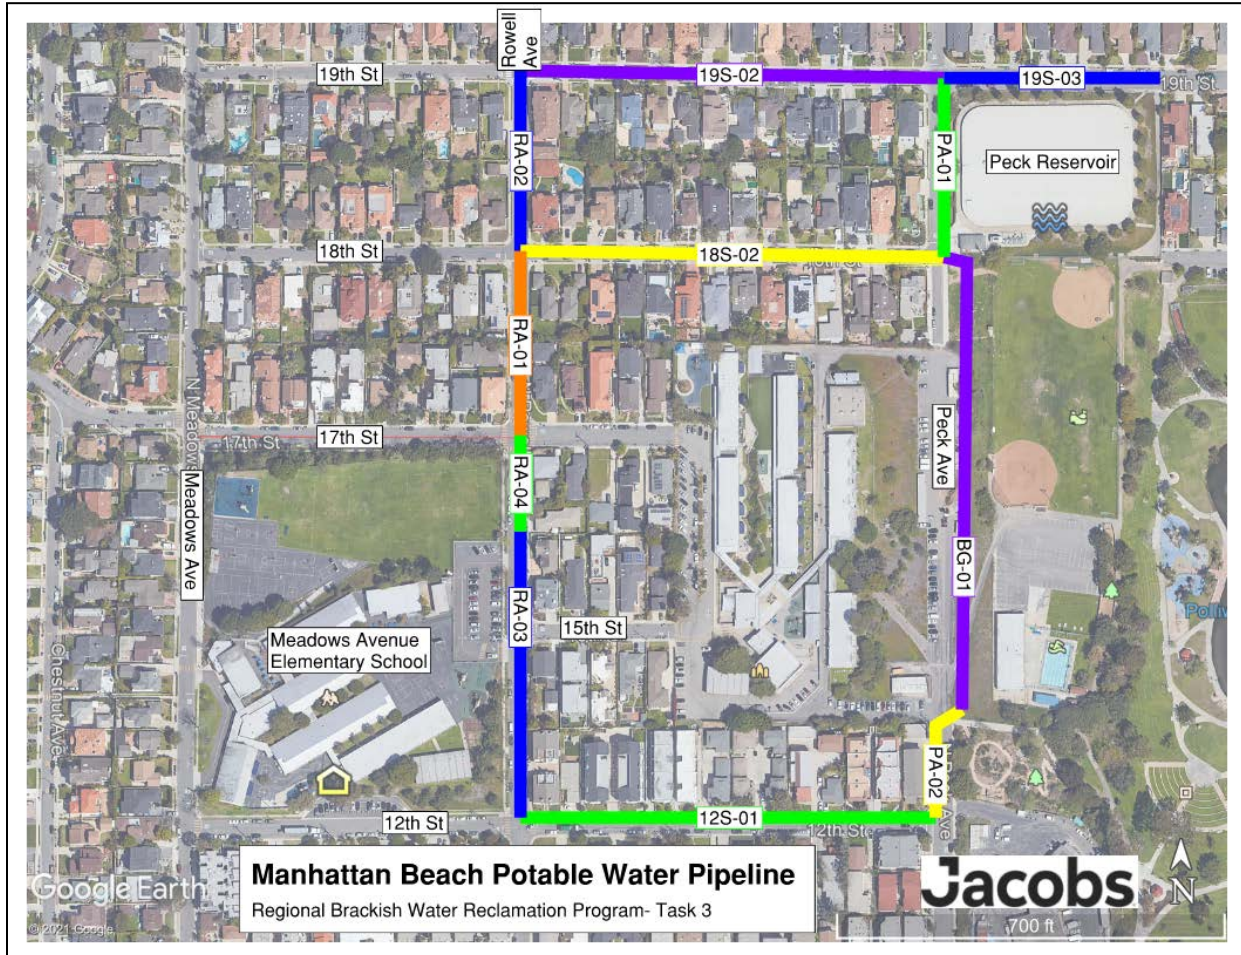 Rowell
Ave
19th St
19S-02
19S-03
19th St
RA-02
PA-01
Peck Reservoir
18th St
18S-02
RA-01
N Meadows
17th St
17th St
RA-04
Peck Ave
Meadows Ave
BG-01
RA-03
15th St
Meadows Avenue
Elementary School
Chestnut Ave
PA-02
12th St
12S-01
12th St
Ave
Manhattan Beach Potable Water Pipeline
Regional Brackish Water Reclamation Program- Task 3
Jacobs
N
700 ft
Google Earth
© 2021 Google